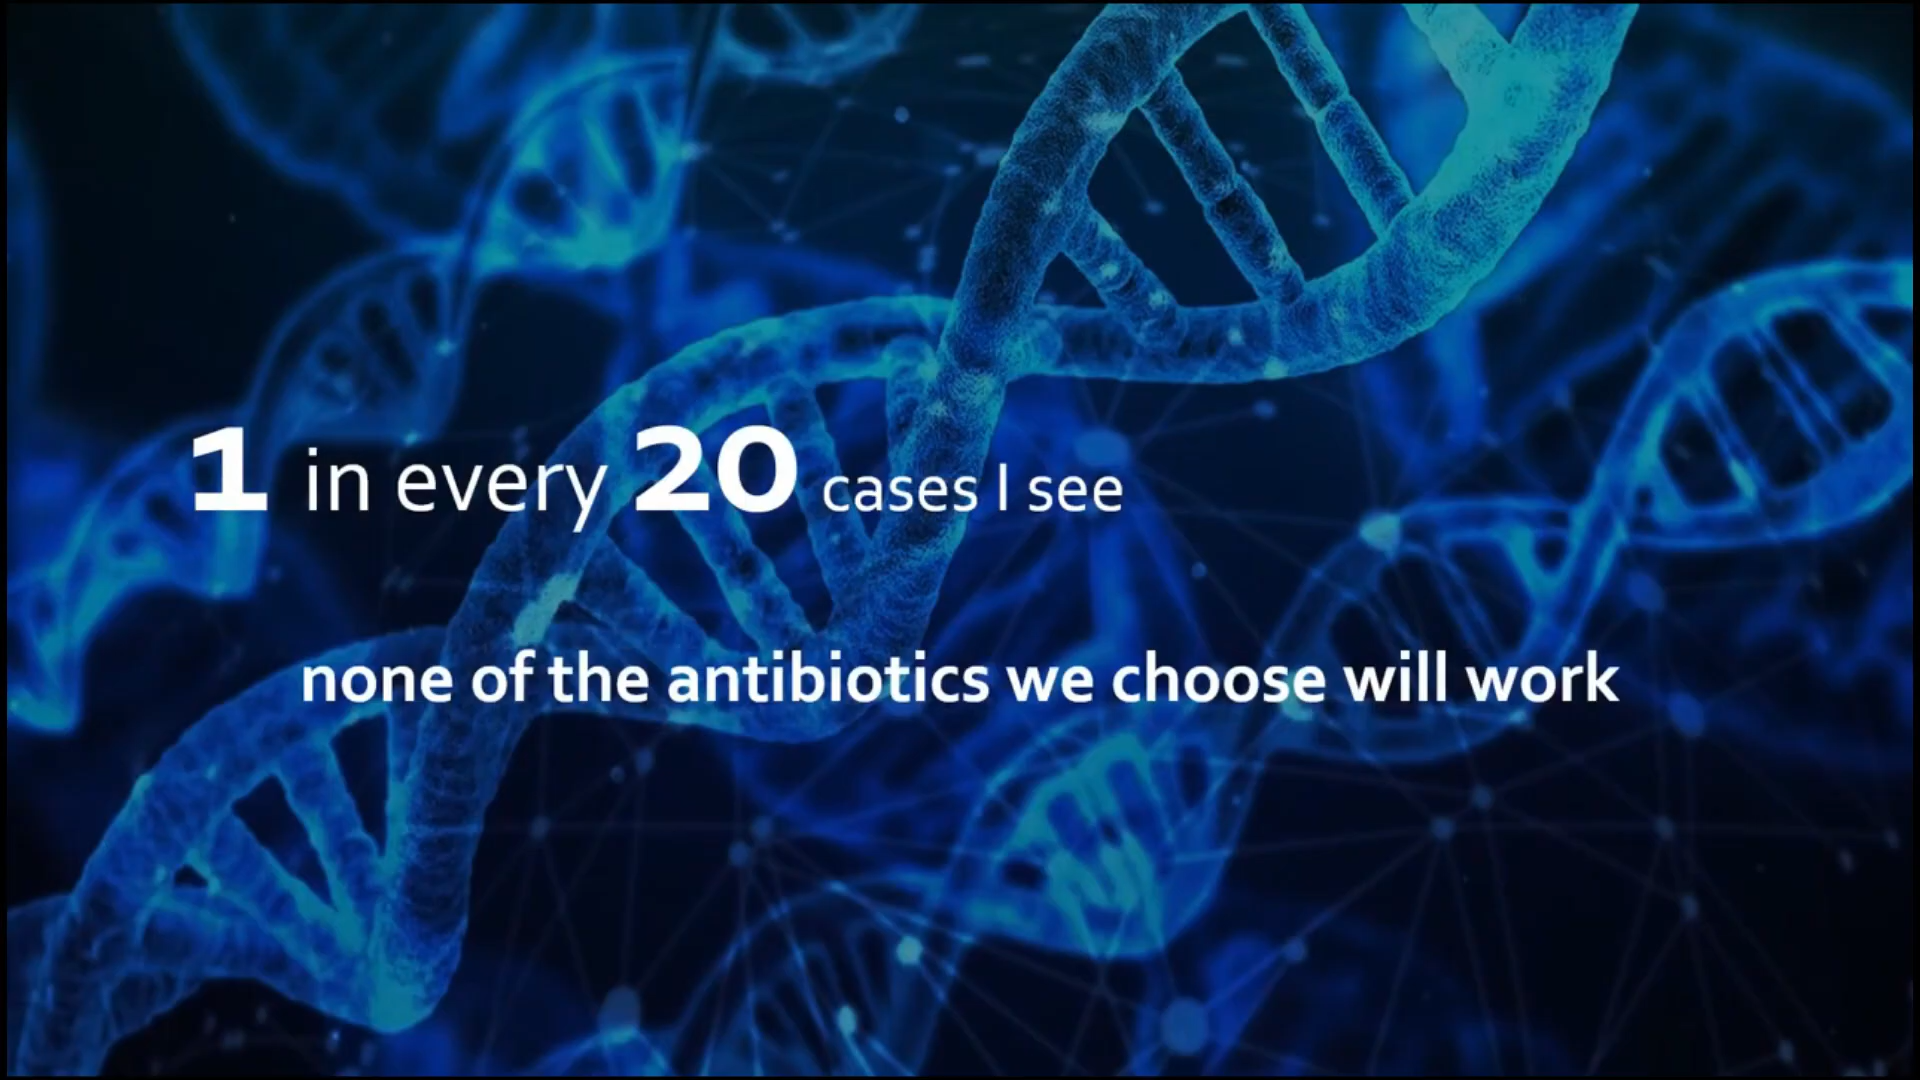 1 in every 20 cases I see
none of the antibiotics we choose will work